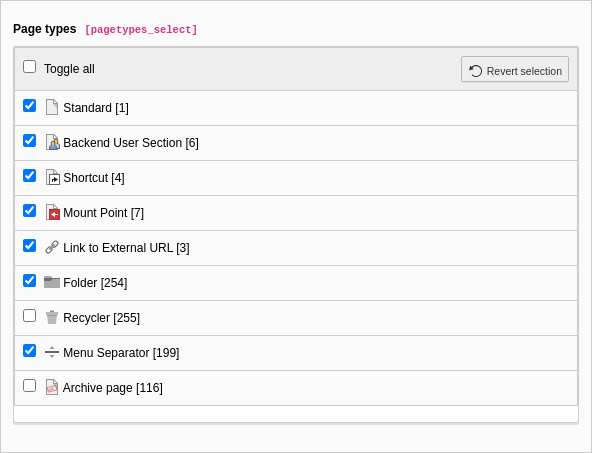 Page types [pagetypes_select]
Toggle all Revert selection
Standard [1]
Backend User Section [6]
Shortcut [4]
Mount Point [7]
Link to External URL [3]
Folder [254]
Recycler [255]
Menu Separator [199]
Archive page [116]